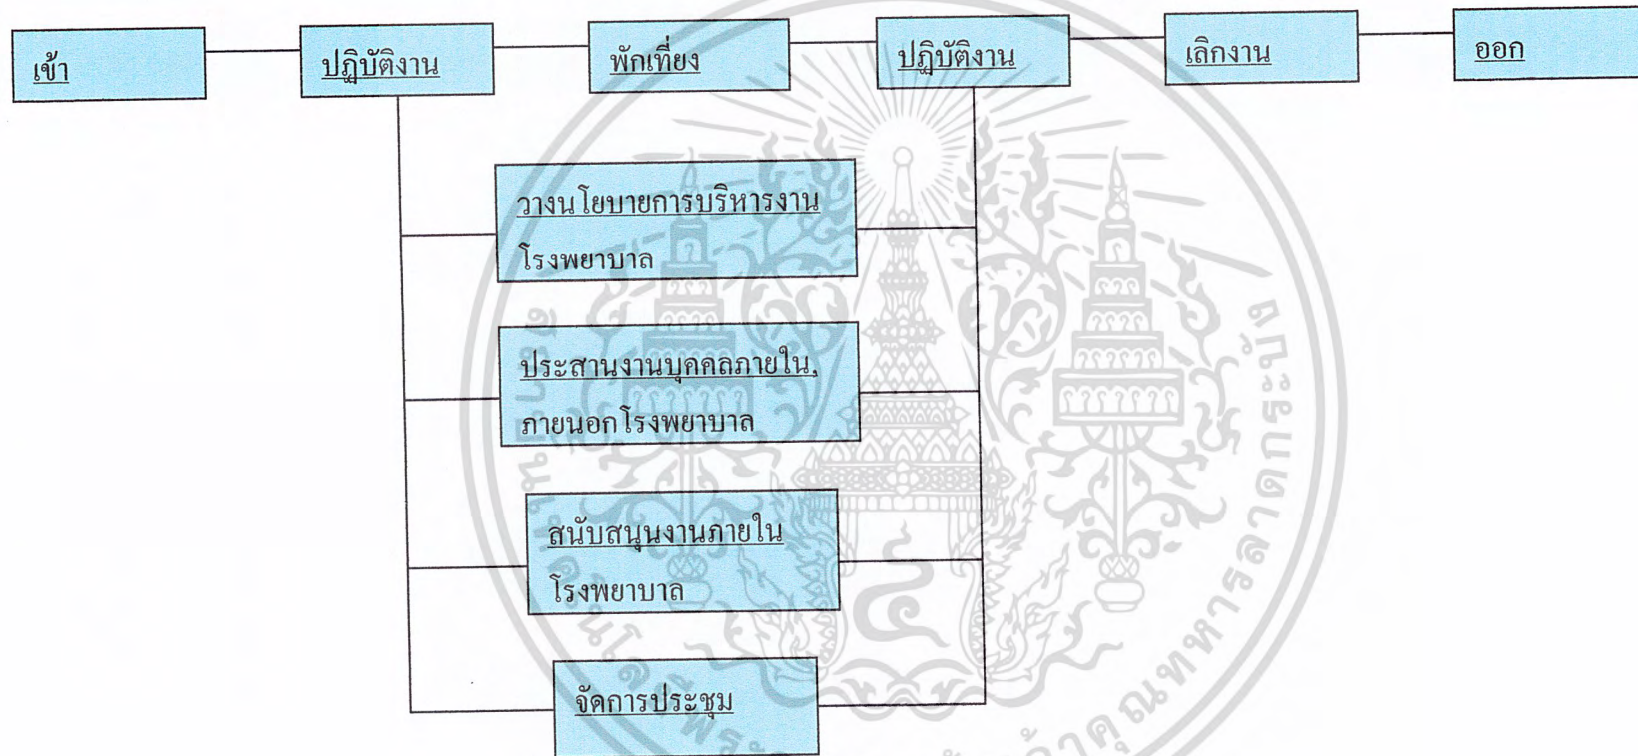 เข้า
ปฏิบัติงาน
พักเที่ยง
ปฏิบัติงาน
เลิกงาน
ออก
วางนโยบายการบริหารงาน
โรงพยาบาล
ประสานงานบุคคลภายใน,
ภายนอกโรงพยาบาล
สนับสนุนงานภายใน
โรงพยาบาล
จัดการประชุม